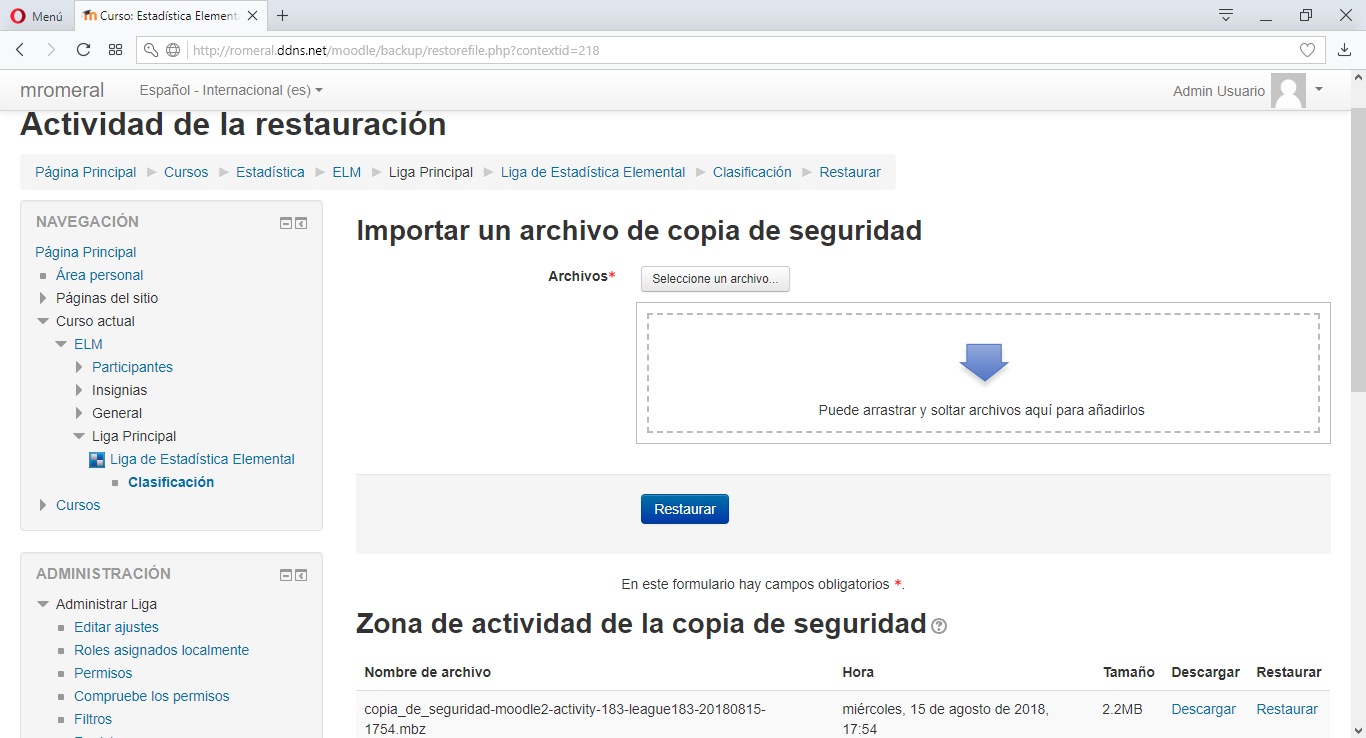 Menú
Curso: Estadística Element
http://romeral.ddns.net/moodle/backup/restorefile.php?contextid=218
mromeral
Español - Internacional (es)
Admin Usuario
Actividad de la restauración
Página Principal
Cursos
Estadística
ELM
Liga Principal
Liga de Estadística Elemental
Clasificación
Restaurar
NAVEGACIÓN
Página Principal
Área personal
Páginas del sitio
Curso actual
ELM
Participantes
Insignias
General
Liga Principal
Liga de Estadística Elemental
Clasificación
Cursos
ADMINISTRACIÓN
Administrar Liga
Editar ajustes
Roles asignados localmente
Permisos
Compruebe los permisos
Filtros
Importar un archivo de copia de seguridad
Archivos*
Seleccione un archivo...
Puede arrastrar y soltar archivos aquí para añadirlos
Restaurar
En este formulario hay campos obligatorios *.
Zona de actividad de la copia de seguridad
Nombre de archivo
Hora
Tamaño
Descargar
Restaurar
copia_de_seguridad-moodle2-activity-183-league183-20180815-
1754.mbz
miércoles, 15 de agosto de 2018,
17:54
2.2MB
Descargar
Restaurar